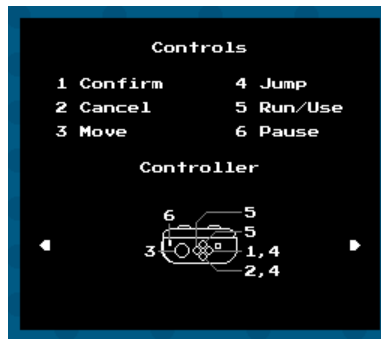 Controls
1 Confirm 4 Jump
2 Cancel 5 Run/Use
3 Move 6 Pause
Controller
6 5
5
3 1,4
2,4